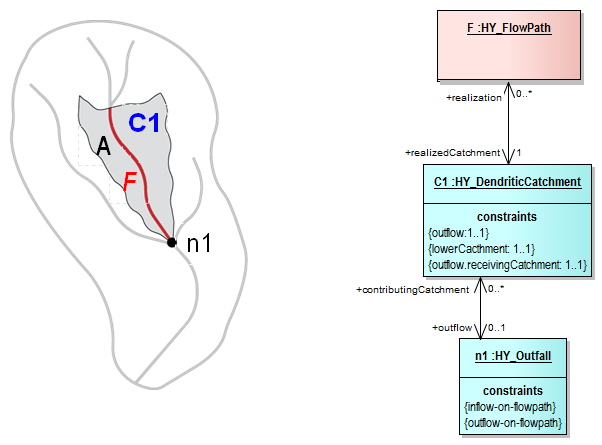 C1
A
F
n1
F :HY_FlowPath
+realization
0..*
+realizedCatchment
1
C1 :HY_DendriticCatchment
constraints
{outflow:1..1}
{lowerCacthment: 1..1}
{outflow.receivingCatchment: 1..1}
+contributingCatchment
0..*
+outflow
0..1
n1 :HY_Outfall
constraints
{inflow-on-flowpath}
{outflow-on-flowpath}